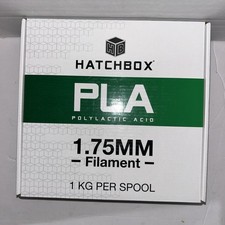 HATCHBOX
PLA
POLYLACTIC ACID
1.75MM
Filament
1 KG PER SPOOL